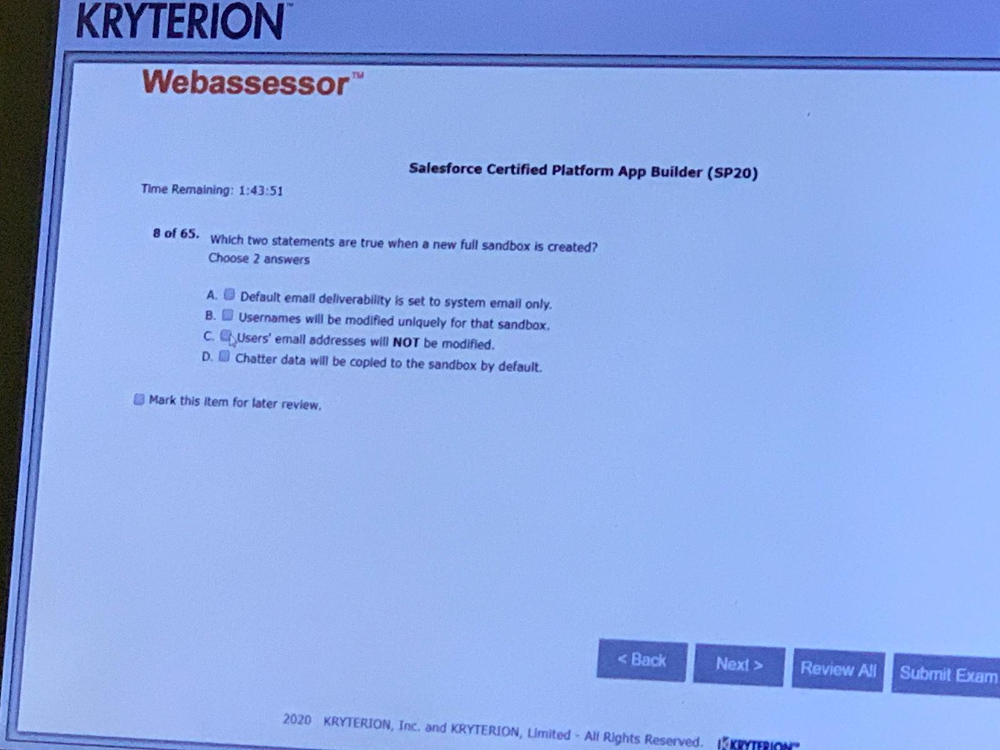 KRYTERION™
Webassessor™
Salesforce Certified Platform App Builder (SP20)
Time Remaining: 1:43:51
8 of 65. Which two statements are true when a new full sandbox is created?
Choose 2 answers
A. Default email deliverability is set to system email only.
B. Usernames will be modified uniquely for that sandbox.
C. Users' email addresses will NOT be modified.
D. Chatter data will be copied to the sandbox by default.
Mark this item for later review.
< Back Next > Review All Submit Exam
2020 KRYTERION, Inc. and KRYTERION, Limited - All Rights Reserved. KRYTERION™